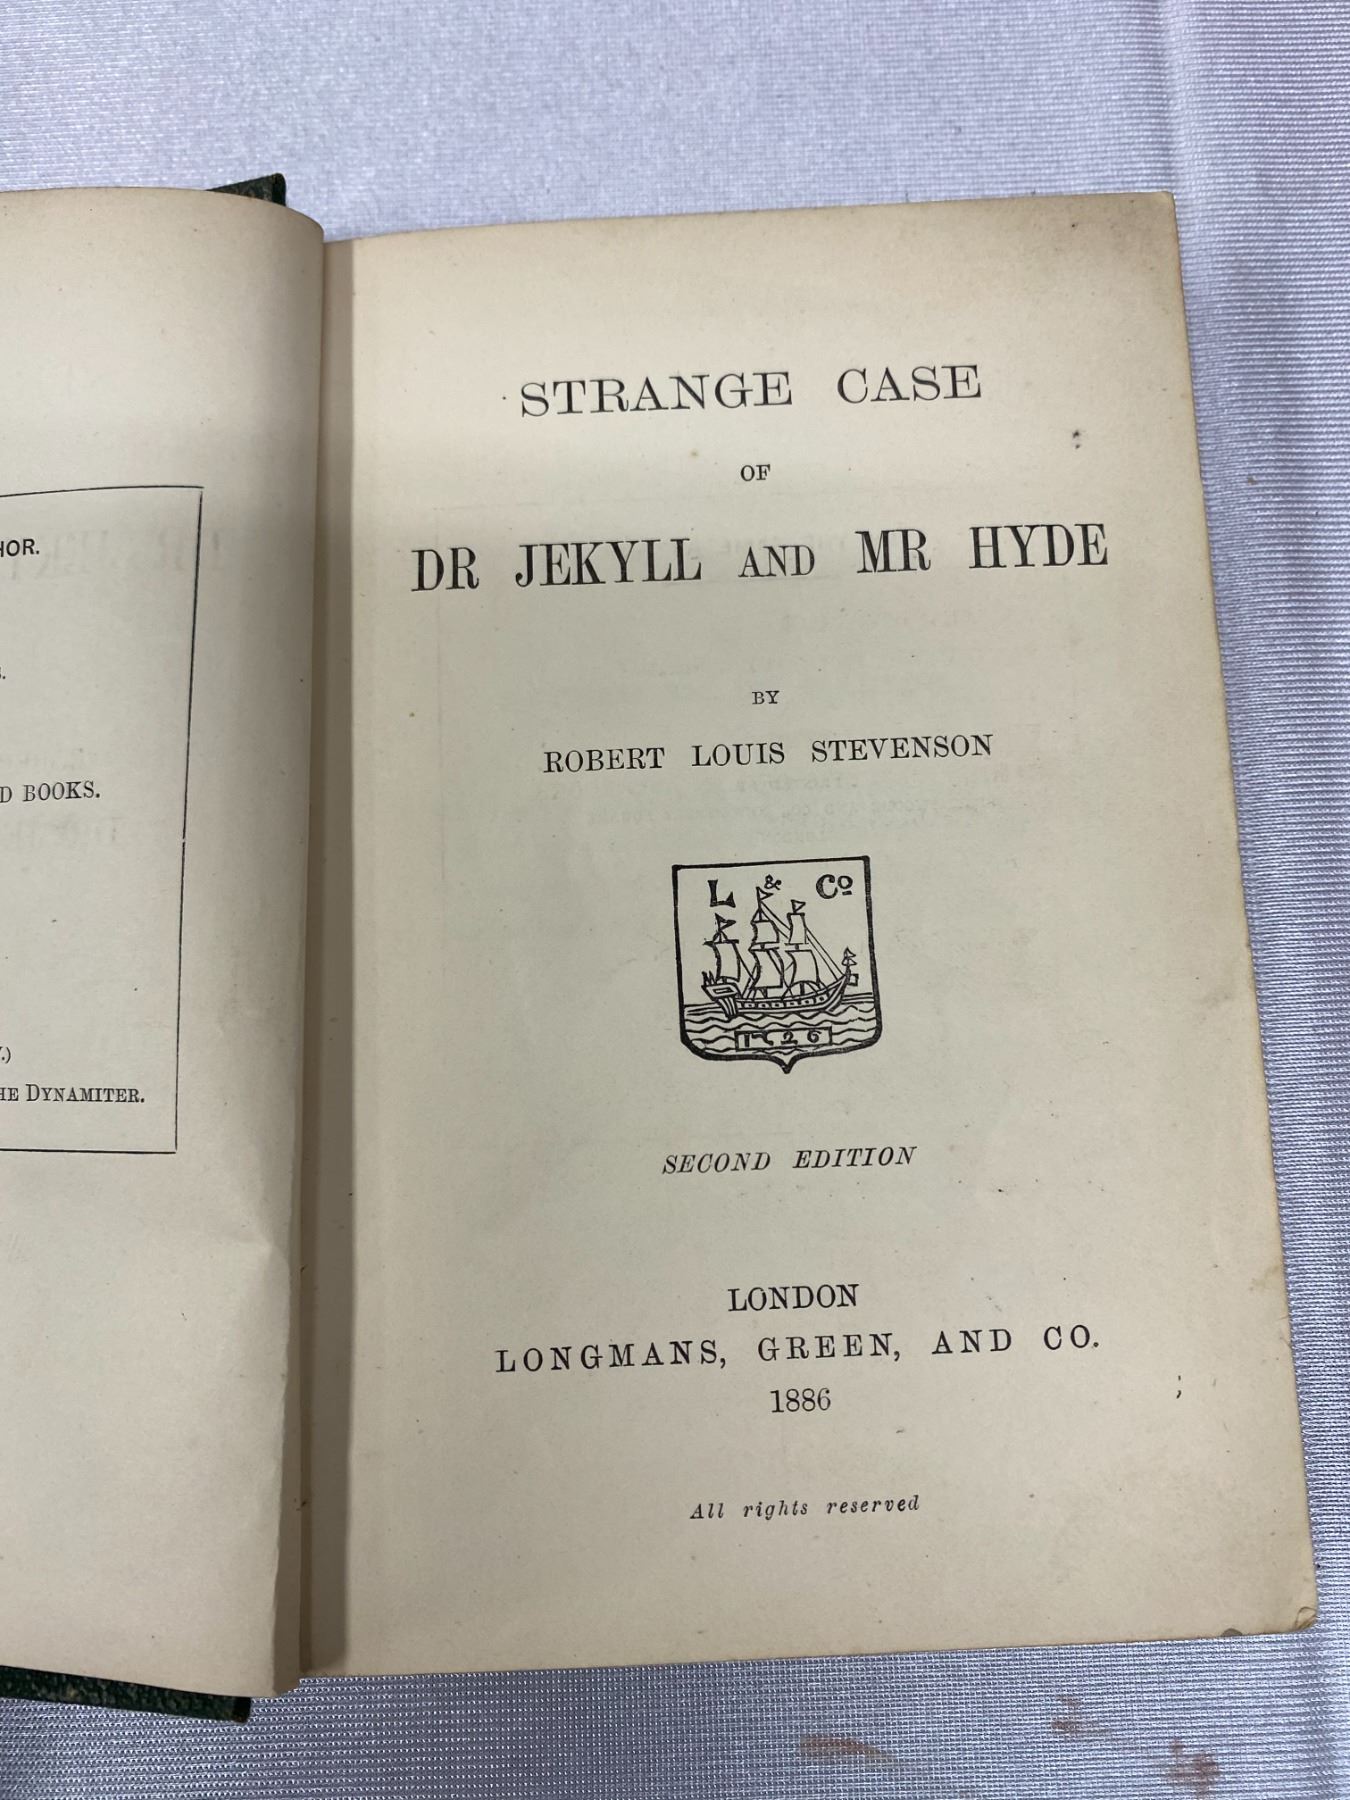 HOR.
D BOOKS.
HE DYNAMITER.
STRANGE CASE
OF
DR JEKYLL AND MR HYDE
BY
ROBERT LOUIS STEVENSON
L & Co
1726
SECOND EDITION
LONDON
LONGMANS, GREEN, AND CO.
1886
All rights reserved